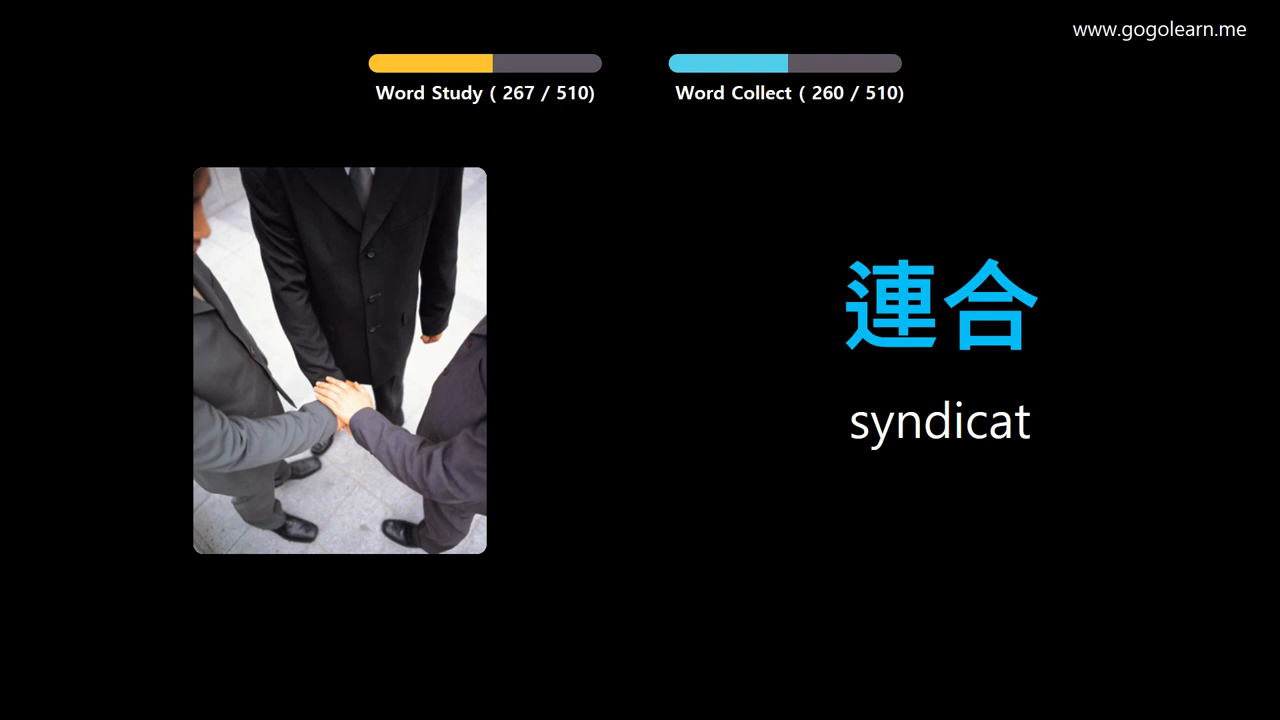 www.gogolearn.me
Word Study ( 267 / 510)
Word Collect ( 260 / 510)
連合
syndicat